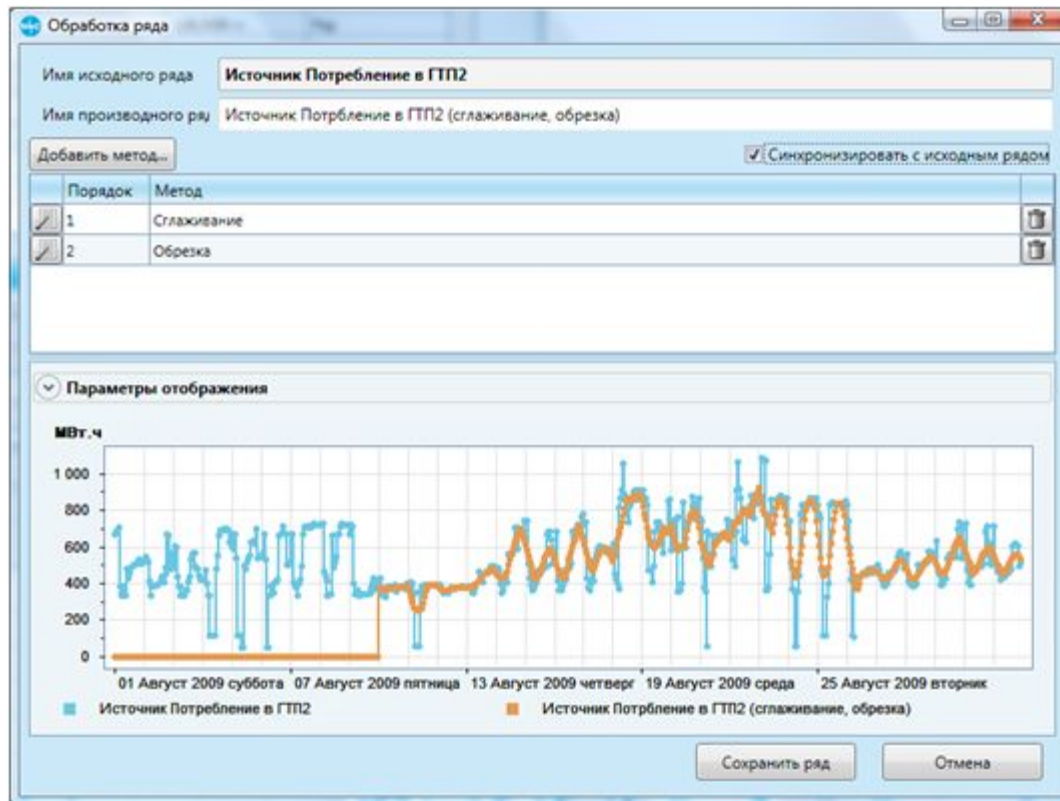 Обработка ряда
Имя исходного ряда Источник Потребление в ГТП2
Имя производного ряд Источник Потрбление в ГТП2 (сглаживание, обрезка)
Добавить метод... Синхронизировать с исходным рядом
Порядок Метод
1 Сглаживание
2 Обрезка
Параметры отображения
МВт.ч
1 000
800
600
400
200
0
01 Август 2009 суббота 07 Август 2009 пятница 13 Август 2009 четверг 19 Август 2009 среда 25 Август 2009 вторник
Источник Потребление в ГТП2 Источник Потрбление в ГТП2 (сглаживание, обрезка)
Сохранить ряд Отмена